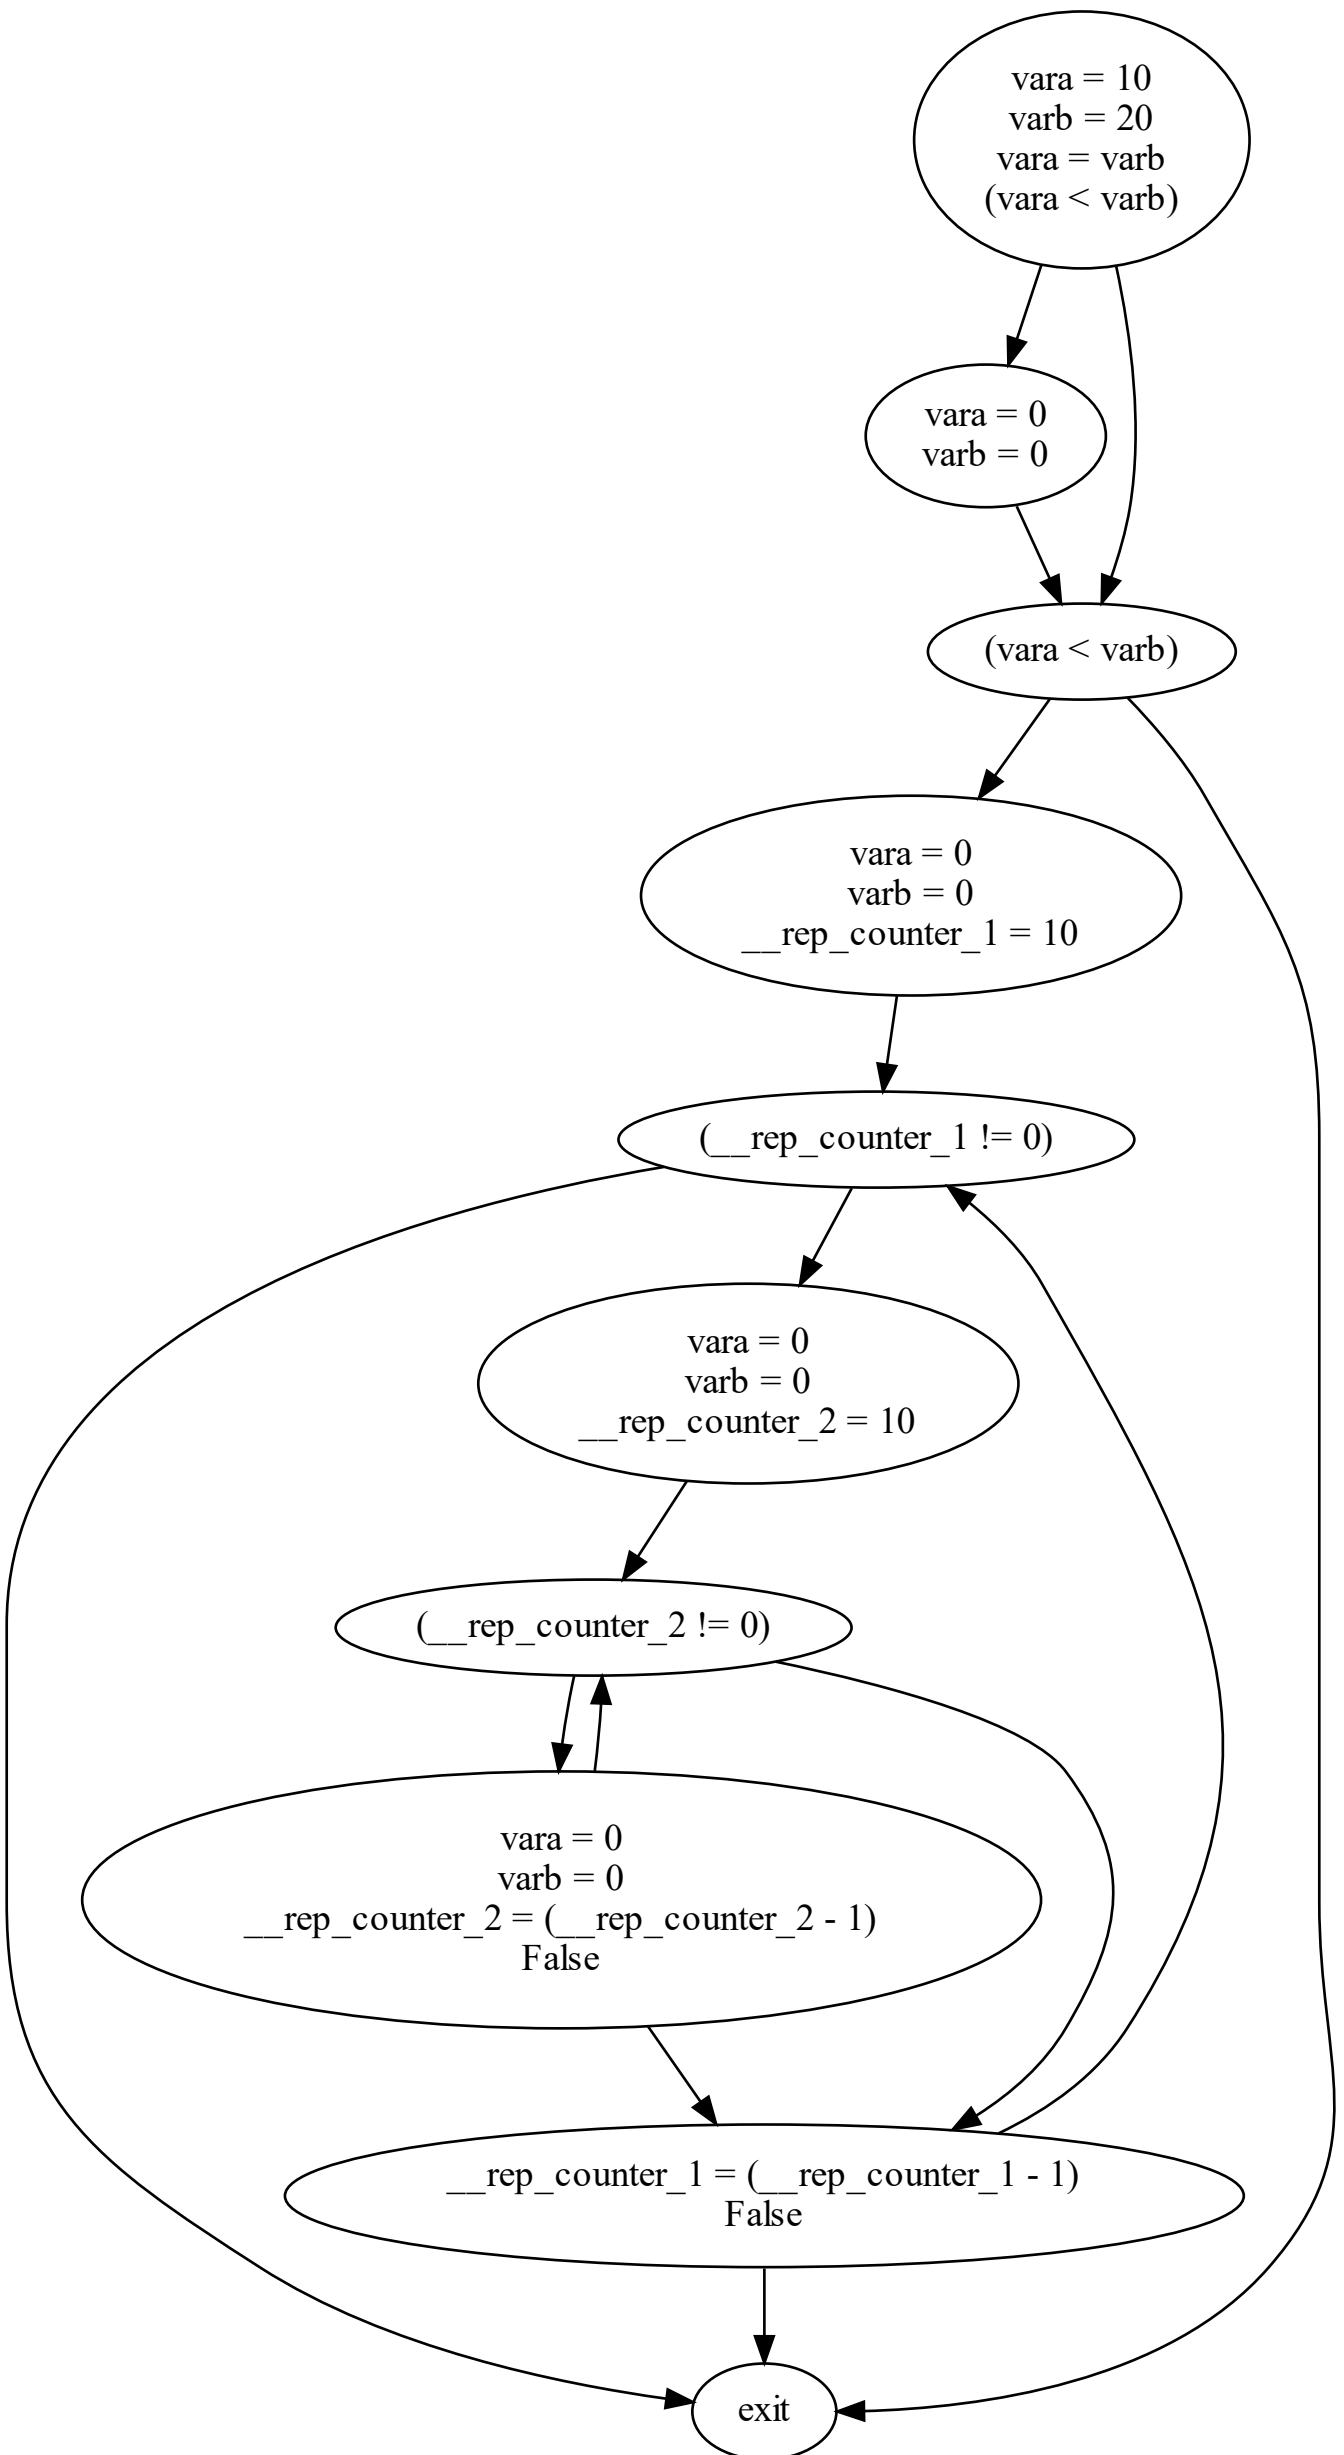 vara = 10
varb = 20
vara = varb
(vara < varb)
vara = 0
varb = 0
(vara < varb)
vara = 0
varb = 0
__rep_counter_1 = 10
(__rep_counter_1 != 0)
vara = 0
varb = 0
__rep_counter_2 = 10
(__rep_counter_2 != 0)
vara = 0
varb = 0
__rep_counter_2 = (__rep_counter_2 - 1)
False
__rep_counter_1 = (__rep_counter_1 - 1)
False
exit